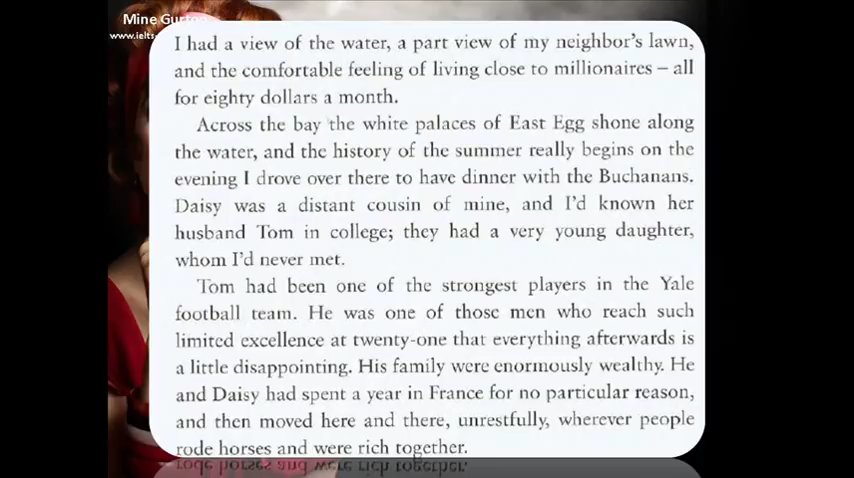 Mine
www.ielts-
I had a view of the water, a part view of my neighbor's lawn,
and the comfortable feeling of living close to millionaires – all
for eighty dollars a month.
Across the bay the white palaces of East Egg shone along
the water, and the history of the summer really begins on the
evening I drove over there to have dinner with the Buchanans.
Daisy was a distant cousin of mine, and I'd known her
husband Tom in college; they had a very young daughter,
whom I'd never met.
Tom had been one of the strongest players in the Yale
football team. He was one of those men who reach such
limited excellence at twenty-one that everything afterwards is
a little disappointing. His family were enormously wealthy. He
and Daisy had spent a year in France for no particular reason,
and then moved here and there, unrestfully, wherever people
rode horses and were rich together.